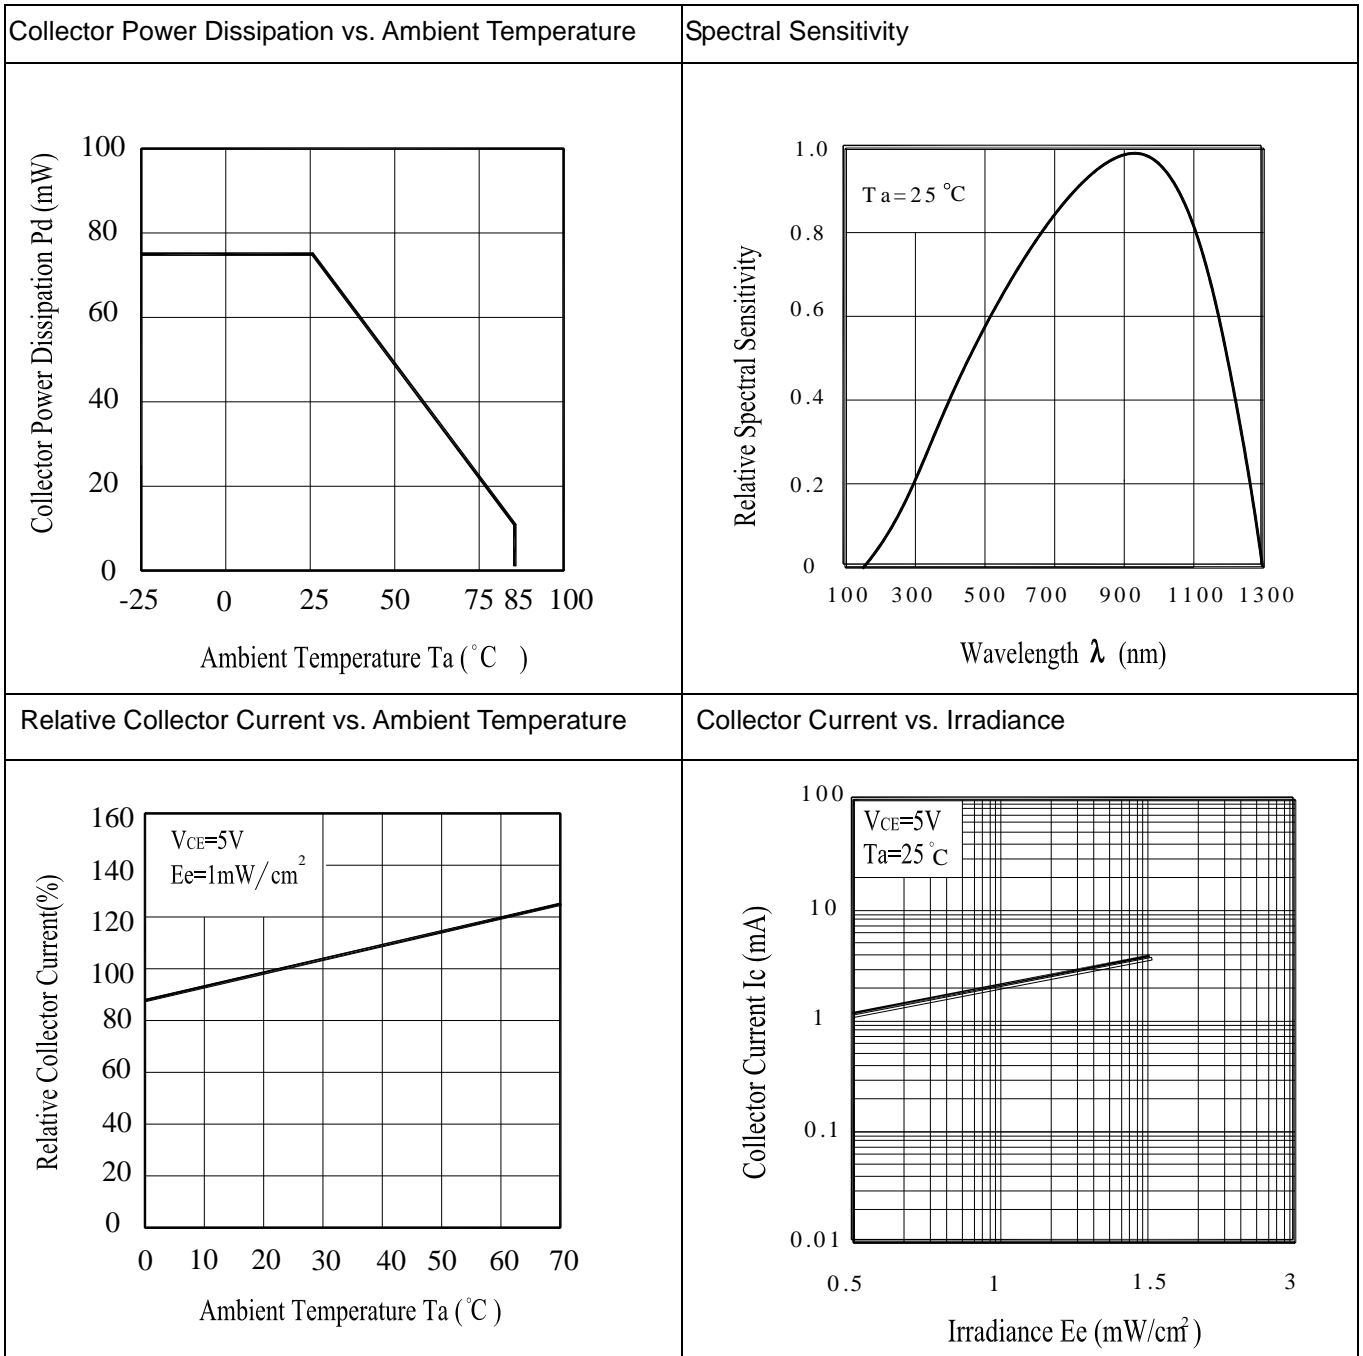 Collector Power Dissipation vs. Ambient Temperature
Spectral Sensitivity
Collector Power Dissipation Pd (mW)
100
80
60
40
20
0
-25 0 25 50 75 85 100
Ambient Temperature Ta (°C )
Relative Spectral Sensitivity
1.0
0.8
0.6
0.4
0.2
0
Ta=25 °C
100 300 500 700 900 1100 1300
Wavelength λ (nm)
Relative Collector Current vs. Ambient Temperature
Collector Current vs. Irradiance
Relative Collector Current(%)
160
140
120
100
80
60
40
20
0
VCE=5V
Ee=1mW/cm²
0 10 20 30 40 50 60 70
Ambient Temperature Ta (°C )
Collector Current Ic (mA)
100
10
1
0.1
0.01
VCE=5V
Ta=25 °C
0.5 1 1.5 3
Irradiance Ee (mW/cm² )